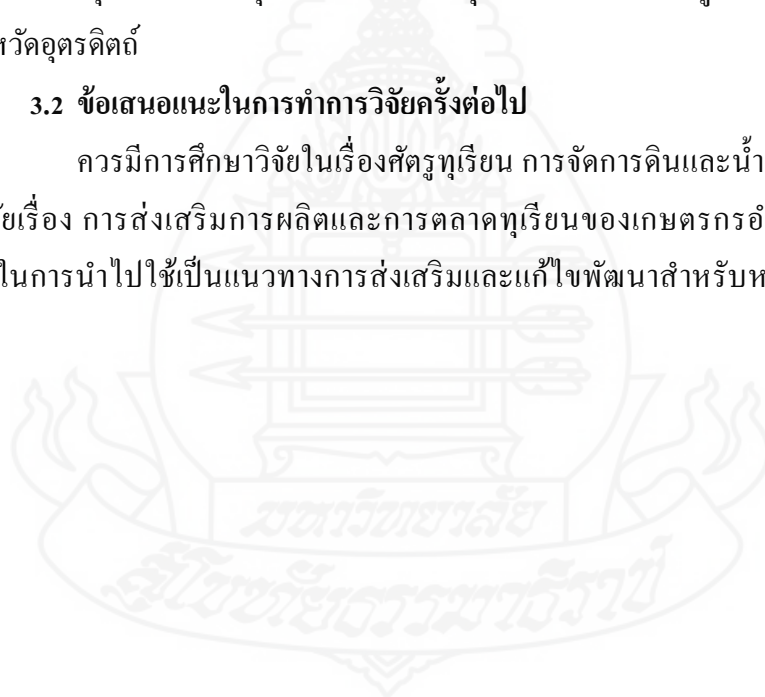 หวัดอุตรดิตถ์
3.2 ข้อเสนอแนะในการทำการวิจัยครั้งต่อไป
ควรมีการศึกษาวิจัยในเรื่องศัตรูทุเรียน การจัดการดินและน้ำ
ัยเรื่อง การส่งเสริมการผลิตและการตลาดทุเรียนของเกษตรกรอำ
ในการนำไปใช้เป็นแนวทางการส่งเสริมและแก้ไขพัฒนาสำหรับห
มหาวิทยาลัย
สุโขทัยธรรมาธิราช